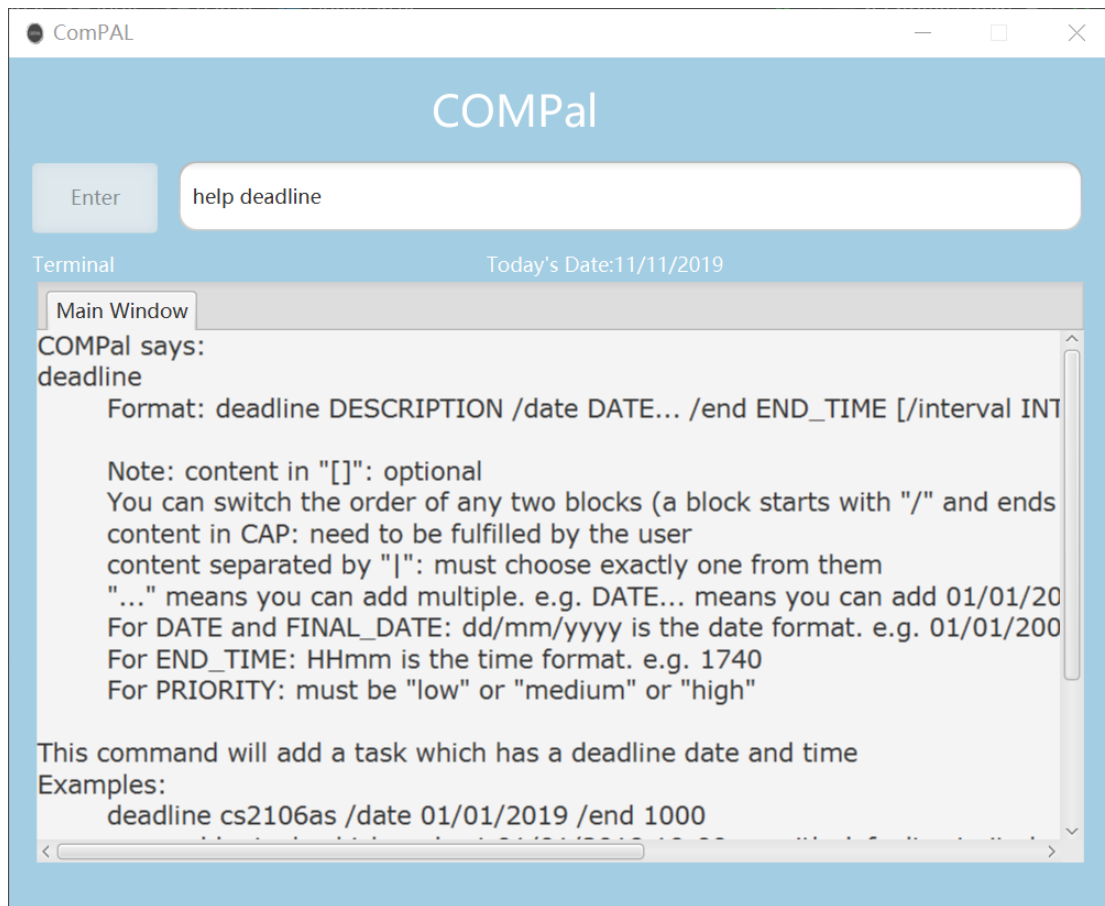 ComPAL
COMPal
Enter
help deadline
Terminal
Today's Date:11/11/2019
Main Window
COMPal says:
deadline
Format: deadline DESCRIPTION /date DATE... /end END_TIME [/interval INT
Note: content in "[]": optional
You can switch the order of any two blocks (a block starts with "/" and ends
content in CAP: need to be fulfilled by the user
content separated by "|": must choose exactly one from them
"..." means you can add multiple. e.g. DATE... means you can add 01/01/20
For DATE and FINAL_DATE: dd/mm/yyyy is the date format. e.g. 01/01/200
For END_TIME: HHmm is the time format. e.g. 1740
For PRIORITY: must be "low" or "medium" or "high"
This command will add a task which has a deadline date and time
Examples:
deadline cs2106as /date 01/01/2019 /end 1000